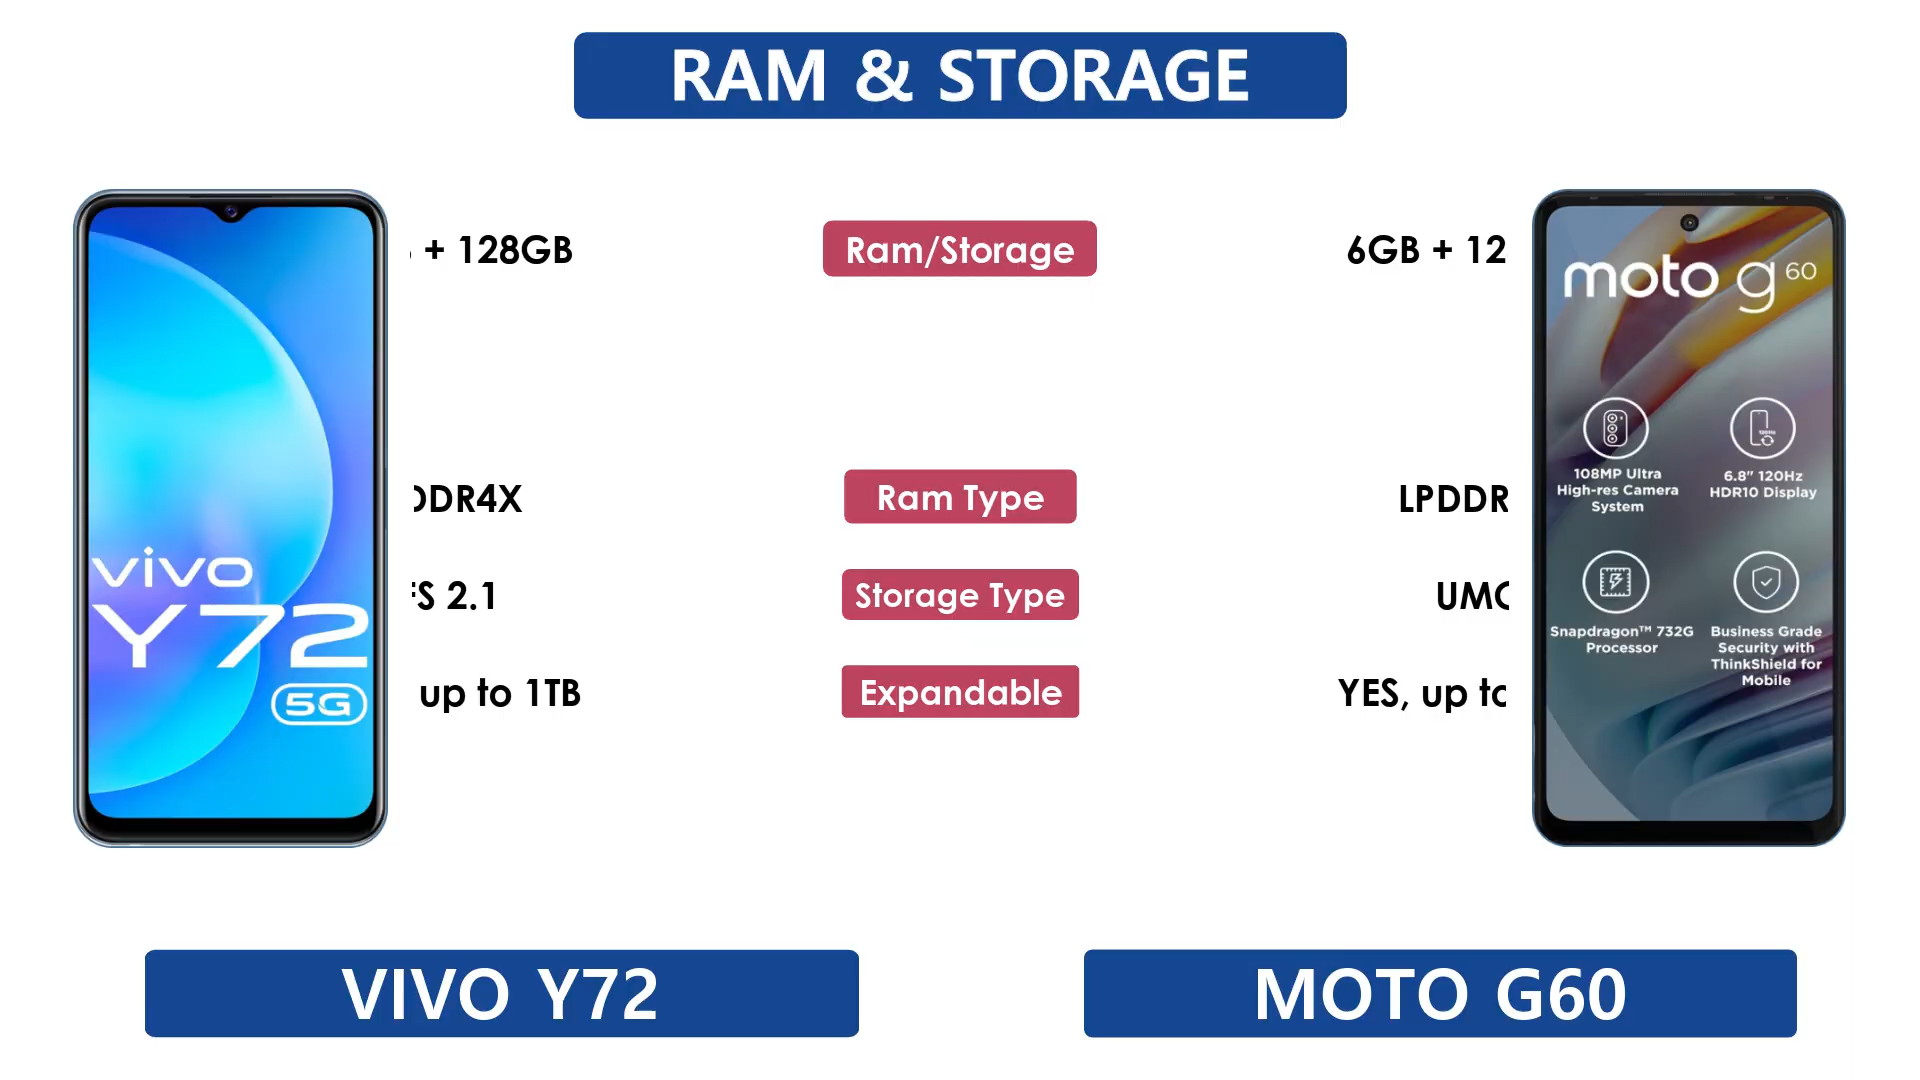 RAM & STORAGE
+ 128GB
Ram/Storage
6GB + 12
moto g 60
108MP Ultra
High-res Camera
System
6.8" 120Hz
HDR10 Display
DDR4X
Ram Type
LPDDR
vivo
Y72
5G
FS 2.1
Storage Type
UMC
Snapdragon™ 732G
Processor
Business Grade
Security with
ThinkShield for
Mobile
up to 1TB
Expandable
YES, up to
VIVO Y72
MOTO G60